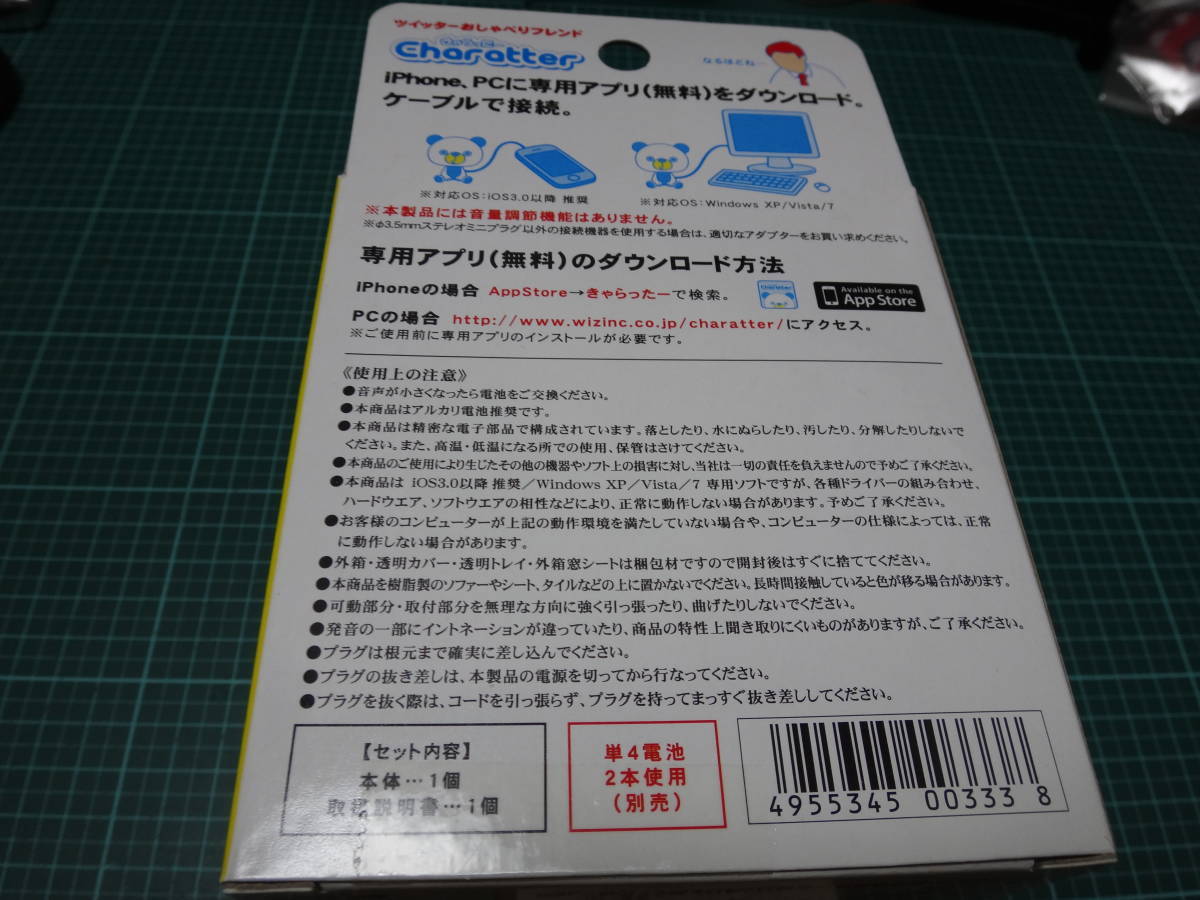 ツイッターおしゃべりフレンド
きゃらったー
Charatter
なるほどねー
iPhone、PCに専用アプリ(無料)をダウンロード。
ケーブルで接続。
※対応OS:iOS3.0以降 推奨
※対応OS:Windows XP/Vista/7
※本製品には音量調節機能はありません。
※φ3.5mmステレオミニプラグ以外の接続機器を使用する場合は、適切なアダプターをお買い求めください。
専用アプリ(無料)のダウンロード方法
iPhoneの場合 AppStore→きゃらったーで検索。
Charatter
Available on the
App Store
PCの場合 http://www.wizinc.co.jp/charatter/にアクセス。
※ご使用前に専用アプリのインストールが必要です。
《使用上の注意》
●音声が小さくなったら電池をご交換ください。
●本商品はアルカリ電池推奨です。
●本商品は精密な電子部品で構成されています。落としたり、水にぬらしたり、汚したり、分解したりしないで
ください。また、高温・低温になる所での使用、保管はさけてください。
●本商品のご使用により生じたその他の機器やソフト上の損害に対し、当社は一切の責任を負えませんので予めご了承ください。
●本商品は iOS3.0以降 推奨／Windows XP／Vista／7 専用ソフトですが、各種ドライバーの組み合わせ、
ハードウエア、ソフトウエアの相性などにより、正常に動作しない場合があります。予めご了承ください。
●お客様のコンピューターが上記の動作環境を満たしていない場合や、コンピューターの仕様によっては、正常
に動作しない場合があります。
●外箱・透明カバー・透明トレイ・外箱窓シートは梱包材ですので開封後はすぐに捨ててください。
●本商品を樹脂製のソファーやシート、タイルなどの上に置かないでください。長時間接触していると色が移る場合があります。
●可動部分・取付部分を無理な方向に強く引っ張ったり、曲げたりしないでください。
●発音の一部にイントネーションが違っていたり、商品の特性上聞き取りにくいものがありますが、ご了承ください。
●プラグは根元まで確実に差し込んでください。
●プラグの抜き差しは、本製品の電源を切ってから行なってください。
●プラグを抜く際は、コードを引っ張らず、プラグを持ってまっすぐ抜き差ししてください。
【セット内容】
本体…1個
取扱説明書…1個
単4電池
2本使用
(別売)
4955345 00333 8